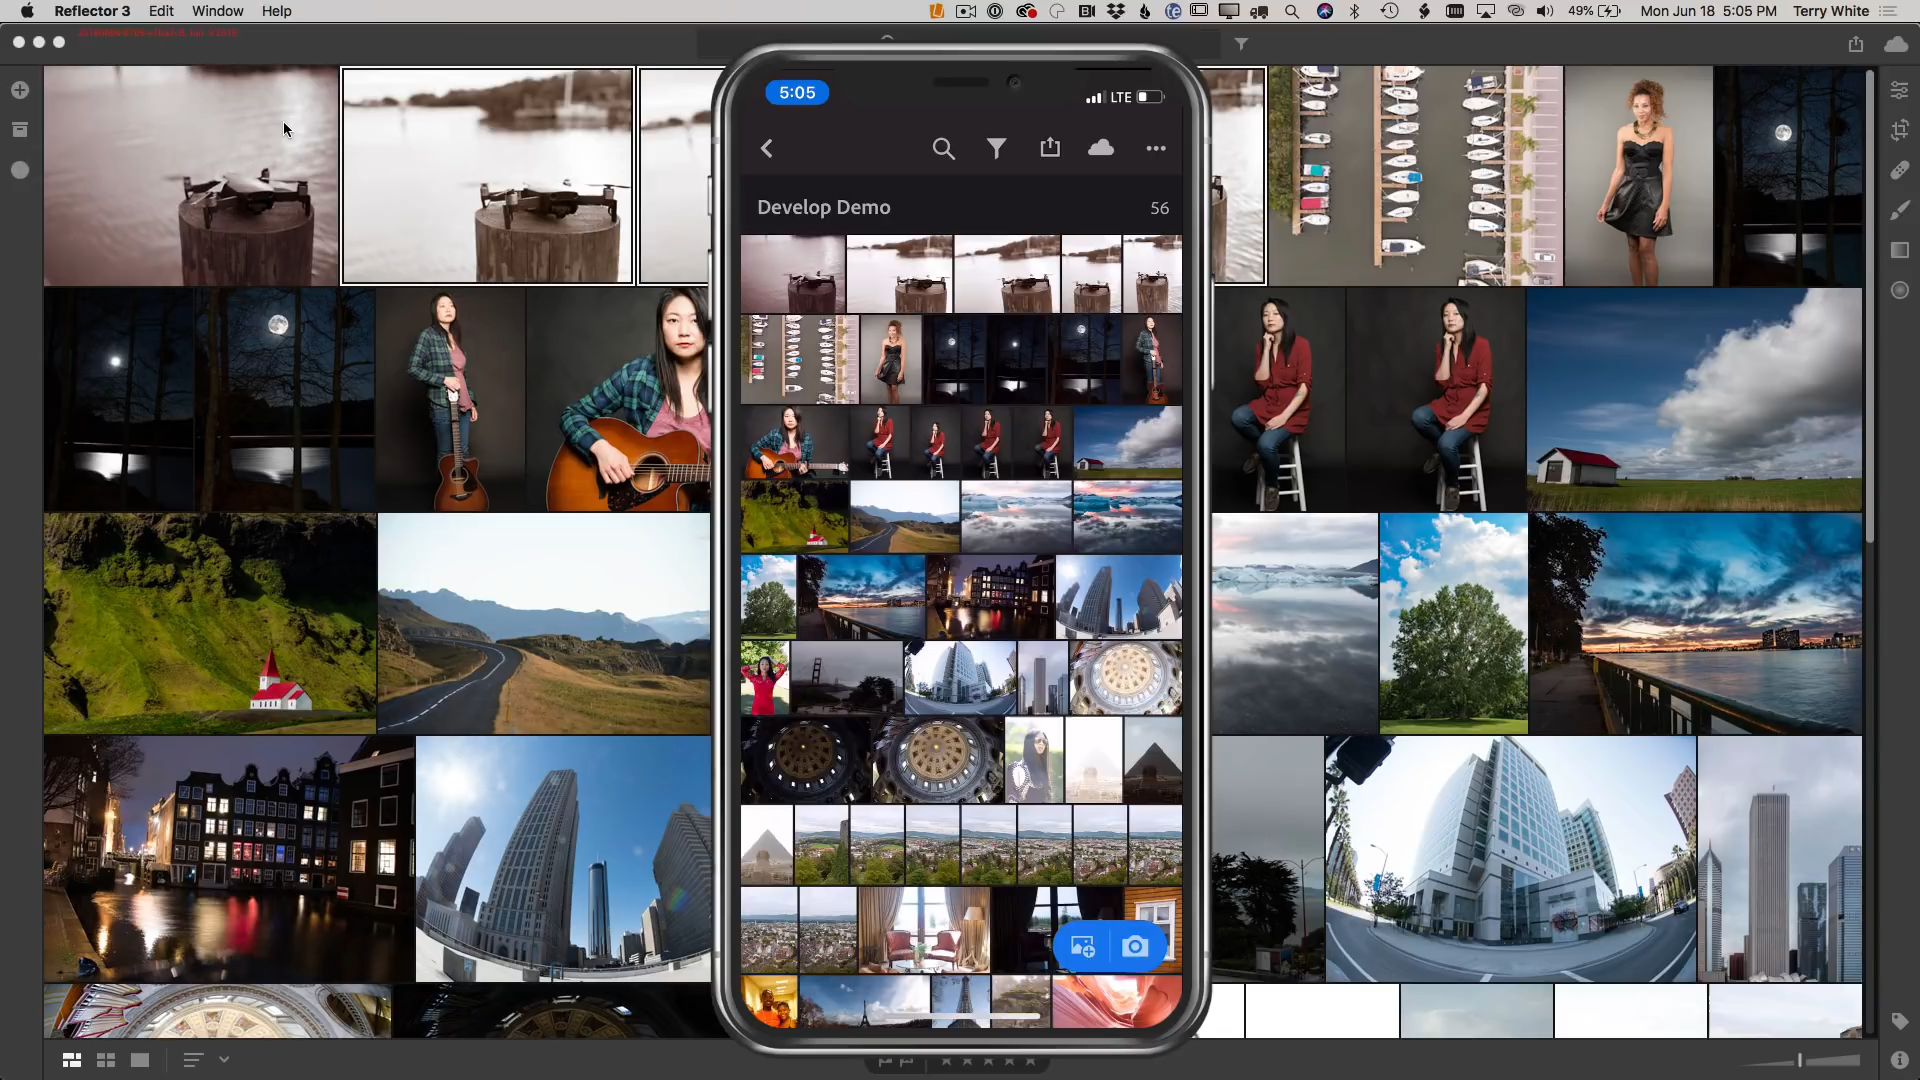 Reflector 3 Edit Window Help 49% Mon Jun 18 5:05 PM Terry White
5:05 LTE
Develop Demo 56